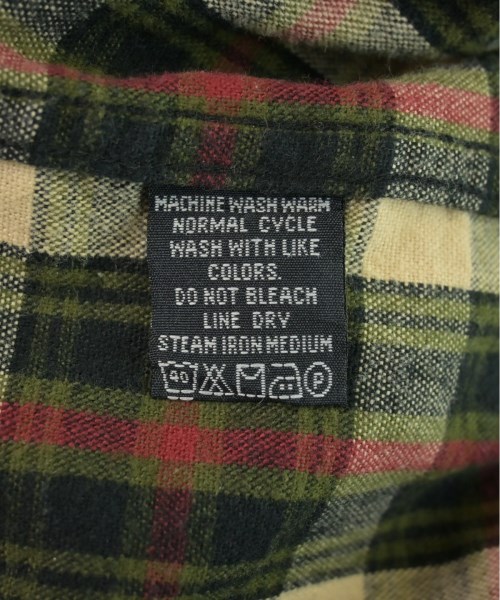 MACHINE WASH WARM
NORMAL CYCLE
WASH WITH LIKE
COLORS.
DO NOT BLEACH
LINE DRY
STEAM IRON MEDIUM
40 P